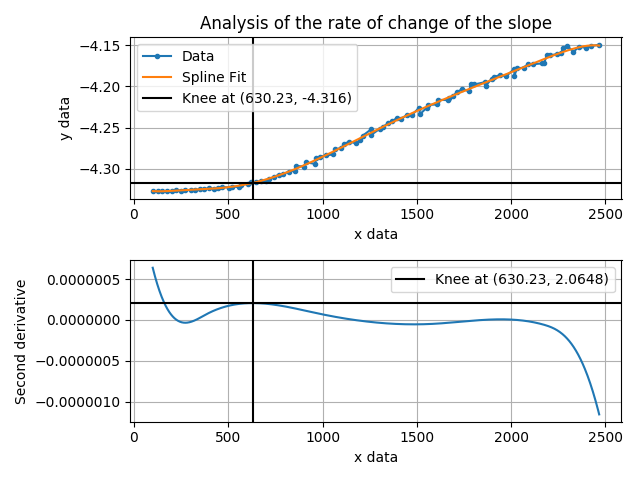 Analysis of the rate of change of the slope
−4.15
−4.20
−4.25
−4.30
y data
Data
Spline Fit
Knee at (630.23, -4.316)
0
500
1000
1500
2000
2500
x data
0.0000005
0.0000000
−0.0000005
−0.0000010
Second derivative
Knee at (630.23, 2.0648)
0
500
1000
1500
2000
2500
x data